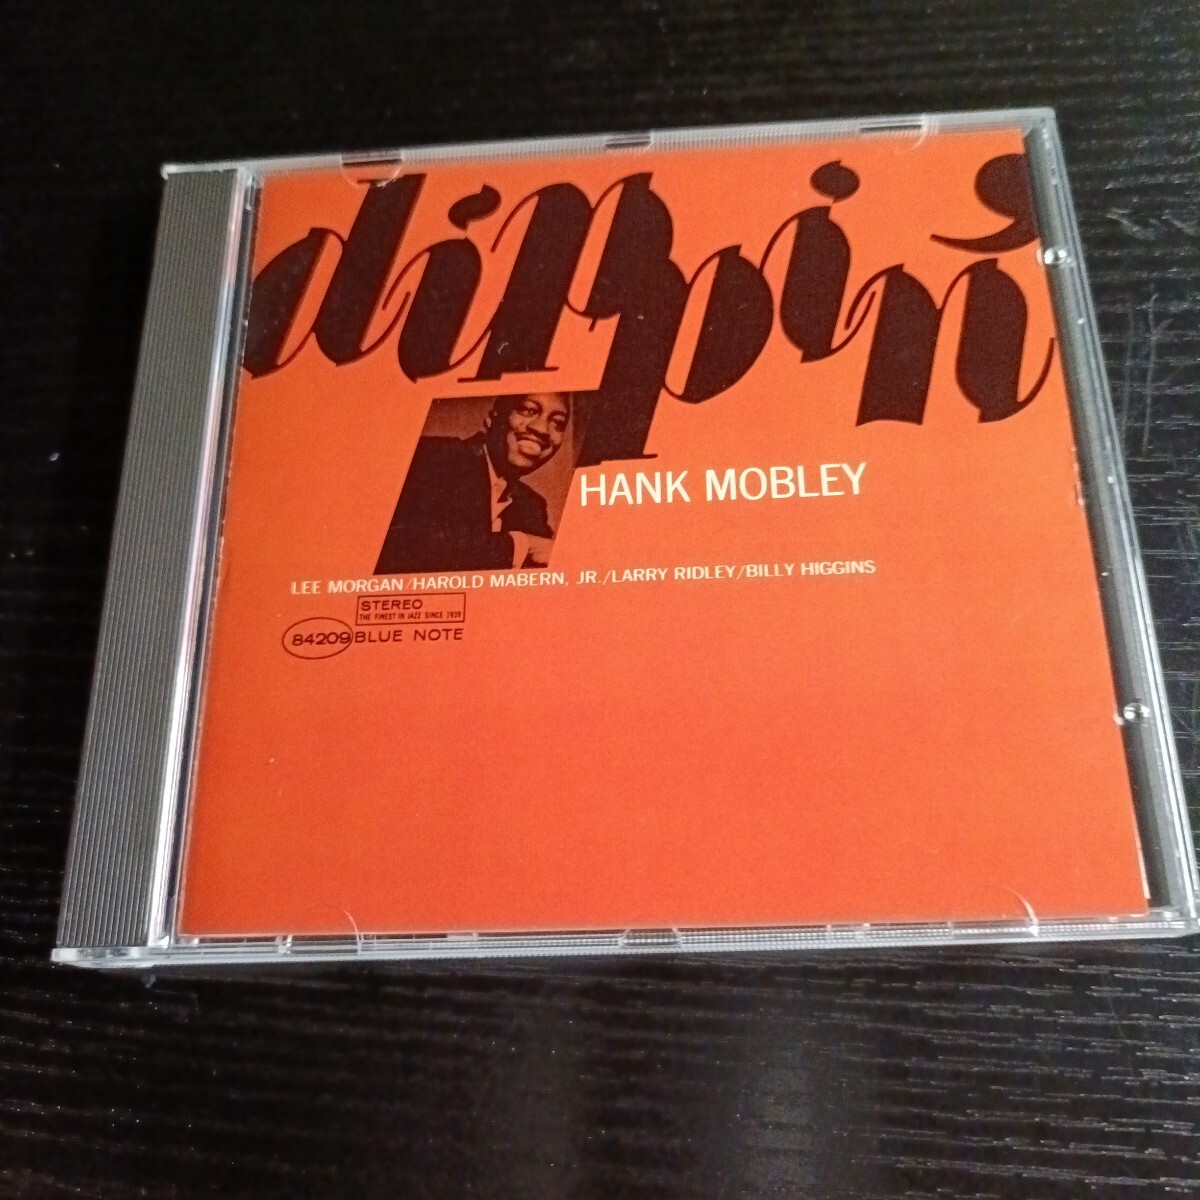 dippin'
HANK MOBLEY
LEE MORGAN/HAROLD MABERN, JR./LARRY RIDLEY/BILLY HIGGINS
STEREO
THE FINEST IN JAZZ SINCE 1939
84209 BLUE NOTE